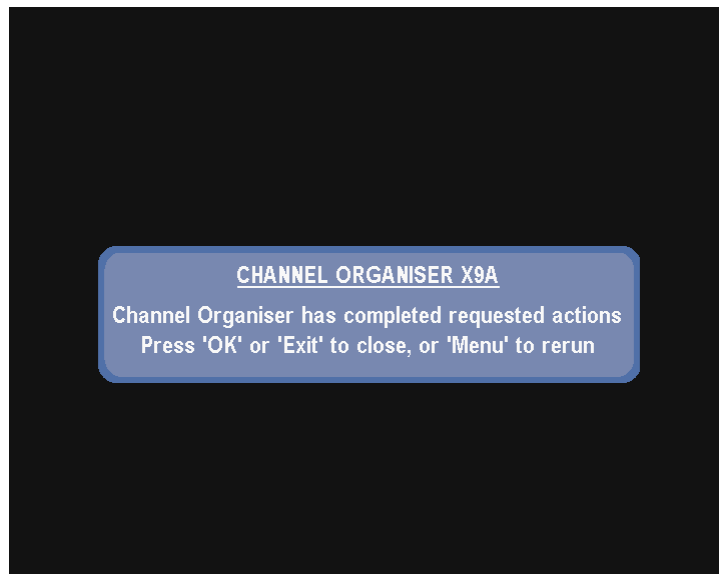 CHANNEL ORGANISER X9A
Channel Organiser has completed requested actions
Press 'OK' or 'Exit' to close, or 'Menu' to rerun